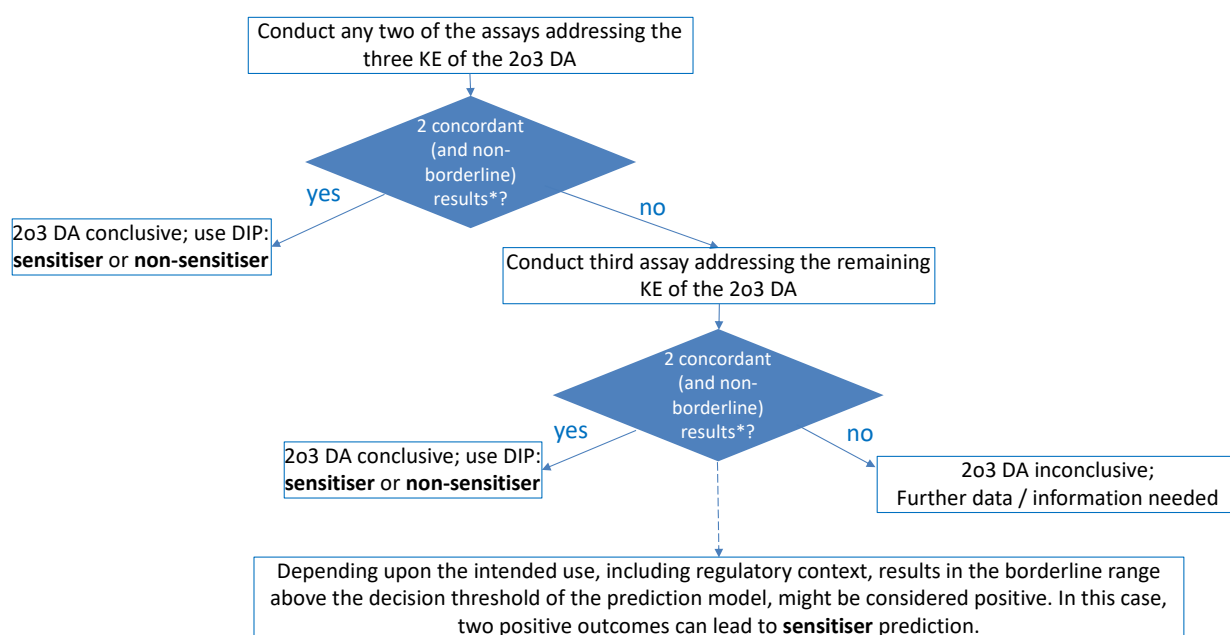 Conduct any two of the assays addressing the
three KE of the 2o3 DA
2 concordant
(and non-
borderline)
results*?
yes
no
2o3 DA conclusive; use DIP:
sensitiser or non-sensitiser
Conduct third assay addressing the remaining
KE of the 2o3 DA
2 concordant
(and non-
borderline)
results*?
yes
no
2o3 DA conclusive; use DIP:
sensitiser or non-sensitiser
2o3 DA inconclusive;
Further data / information needed
Depending upon the intended use, including regulatory context, results in the borderline range
above the decision threshold of the prediction model, might be considered positive. In this case,
two positive outcomes can lead to sensitiser prediction.